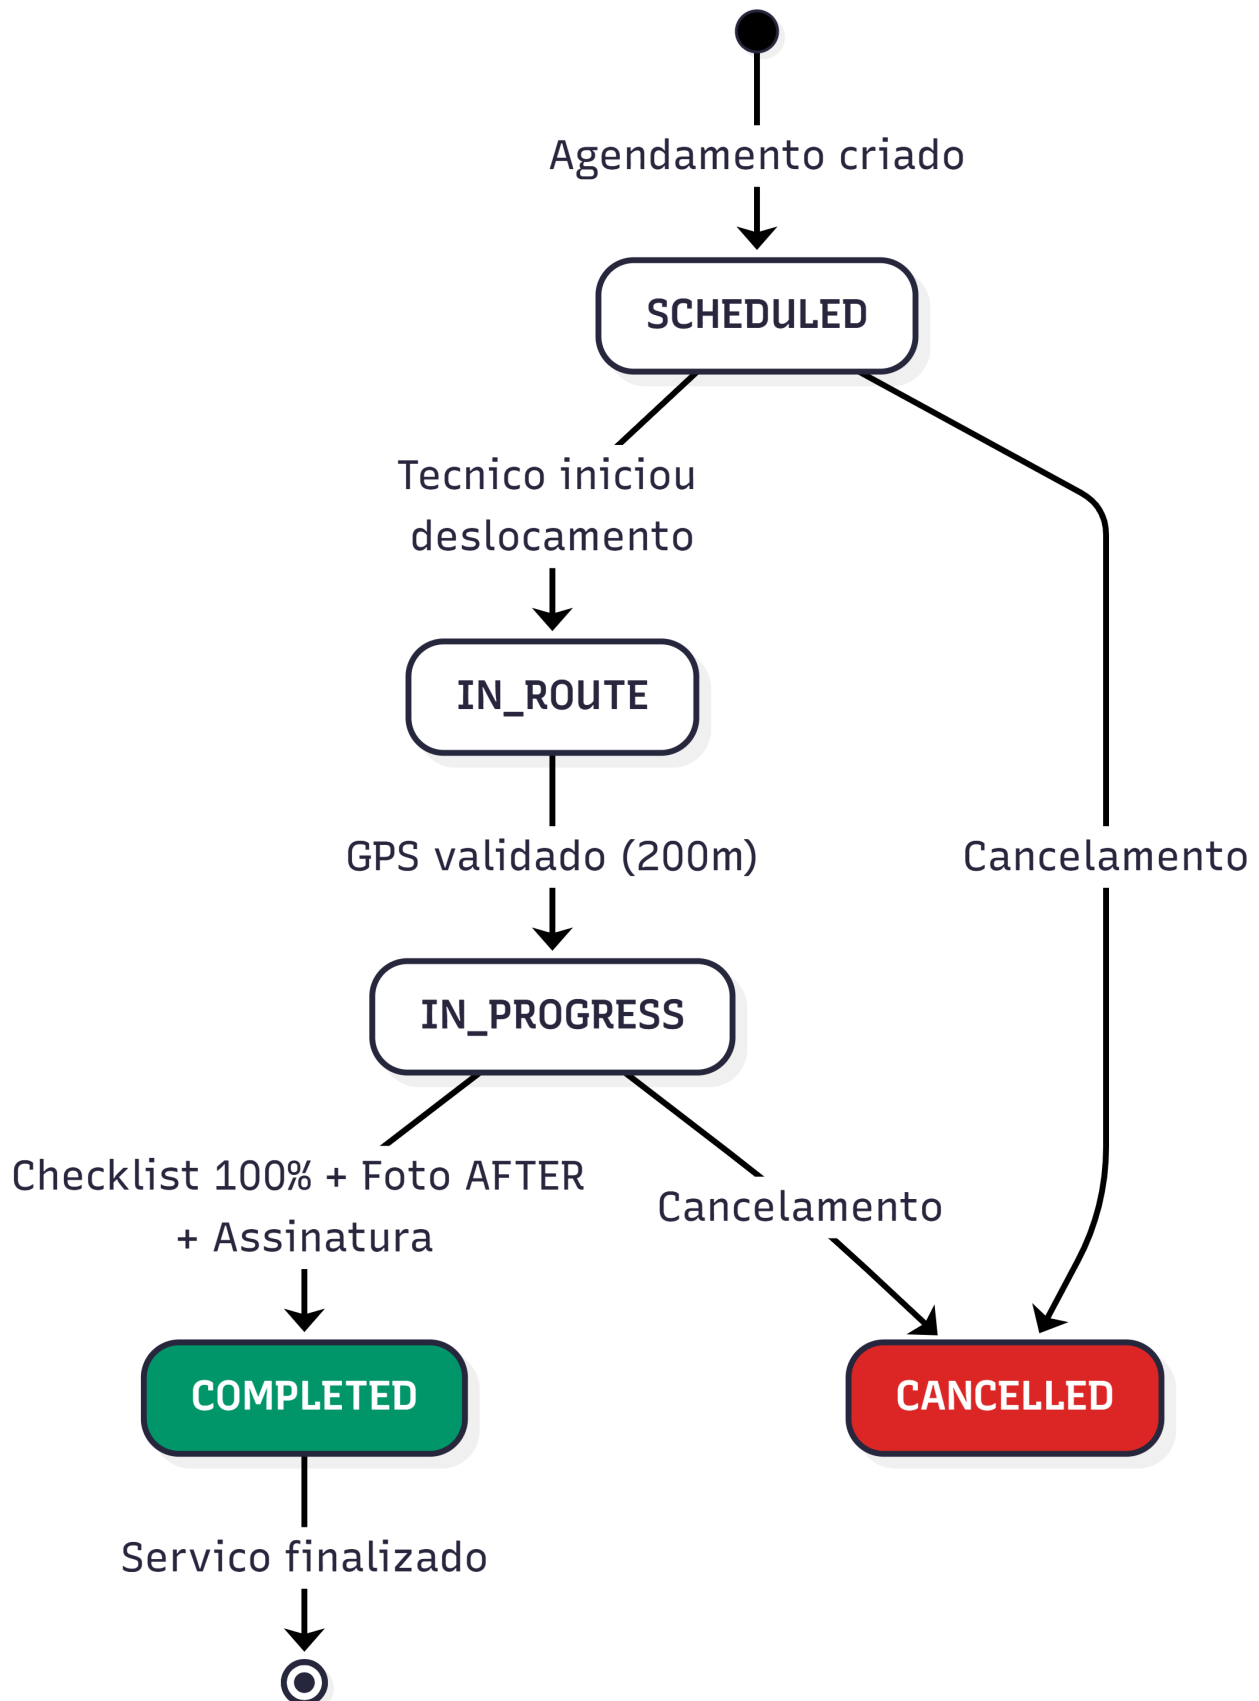 Agendamento criado
SCHEDULED
Tecnico iniciou
deslocamento
IN_ROUTE
GPS validado (200m)
Cancelamento
IN_PROGRESS
Checklist 100% + Foto AFTER
+ Assinatura
Cancelamento
COMPLETED
CANCELLED
Servico finalizado